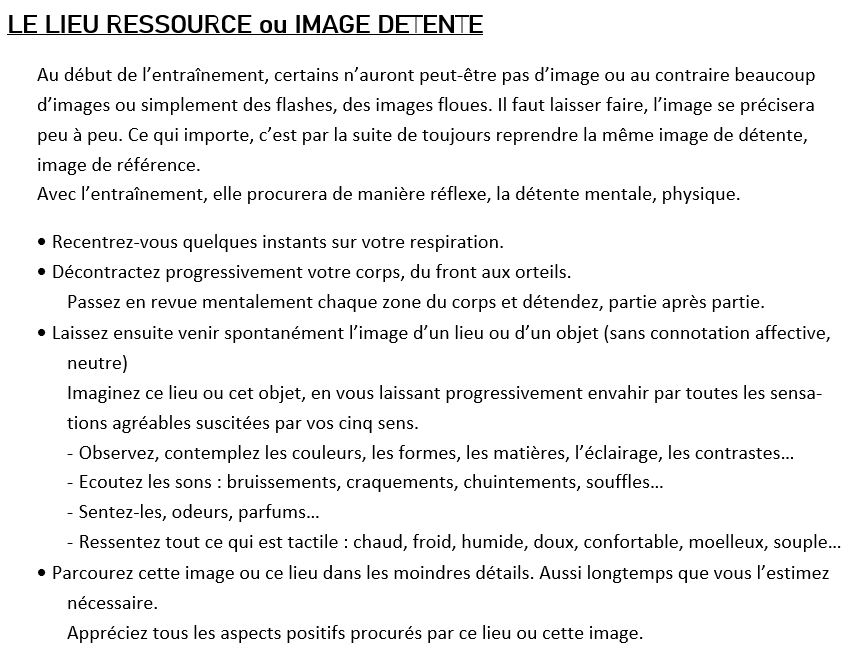 LE LIEU RESSOURCE ou IMAGE DETENTE
Au début de l’entraînement, certains n’auront peut-être pas d’image ou au contraire beaucoup
d’images ou simplement des flashes, des images floues. Il faut laisser faire, l’image se précisera
peu à peu. Ce qui importe, c’est par la suite de toujours reprendre la même image de détente,
image de référence.
Avec l’entraînement, elle procurera de manière réflexe, la détente mentale, physique.
• Recentrez-vous quelques instants sur votre respiration.
• Décontractez progressivement votre corps, du front aux orteils.
Passez en revue mentalement chaque zone du corps et détendez, partie après partie.
• Laissez ensuite venir spontanément l’image d’un lieu ou d’un objet (sans connotation affective,
neutre)
Imaginez ce lieu ou cet objet, en vous laissant progressivement envahir par toutes les sensa-
tions agréables suscitées par vos cinq sens.
- Observez, contemplez les couleurs, les formes, les matières, l’éclairage, les contrastes…
- Ecoutez les sons : bruissements, craquements, chuintements, souffles…
- Sentez-les, odeurs, parfums…
- Ressentez tout ce qui est tactile : chaud, froid, humide, doux, confortable, moelleux, souple…
• Parcourez cette image ou ce lieu dans les moindres détails. Aussi longtemps que vous l’estimez
nécessaire.
Appréciez tous les aspects positifs procurés par ce lieu ou cette image.